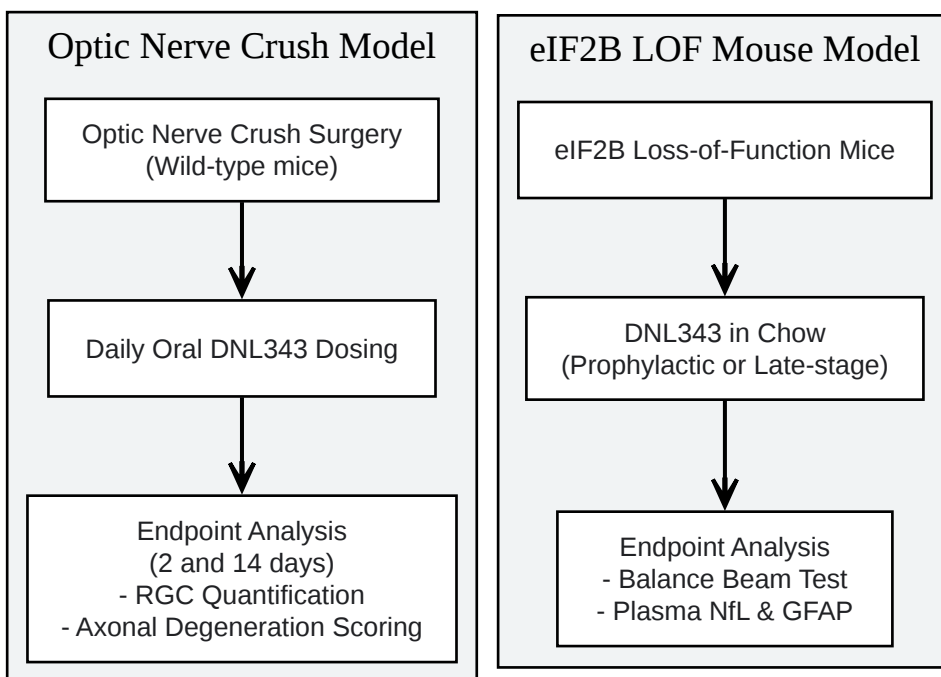 Optic Nerve Crush Model
Optic Nerve Crush Surgery
(Wild-type mice)
Daily Oral DNL343 Dosing
Endpoint Analysis
(2 and 14 days)
- RGC Quantification
- Axonal Degeneration Scoring
eIF2B LOF Mouse Model
eIF2B Loss-of-Function Mice
DNL343 in Chow
(Prophylactic or Late-stage)
Endpoint Analysis
- Balance Beam Test
- Plasma NfL & GFAP